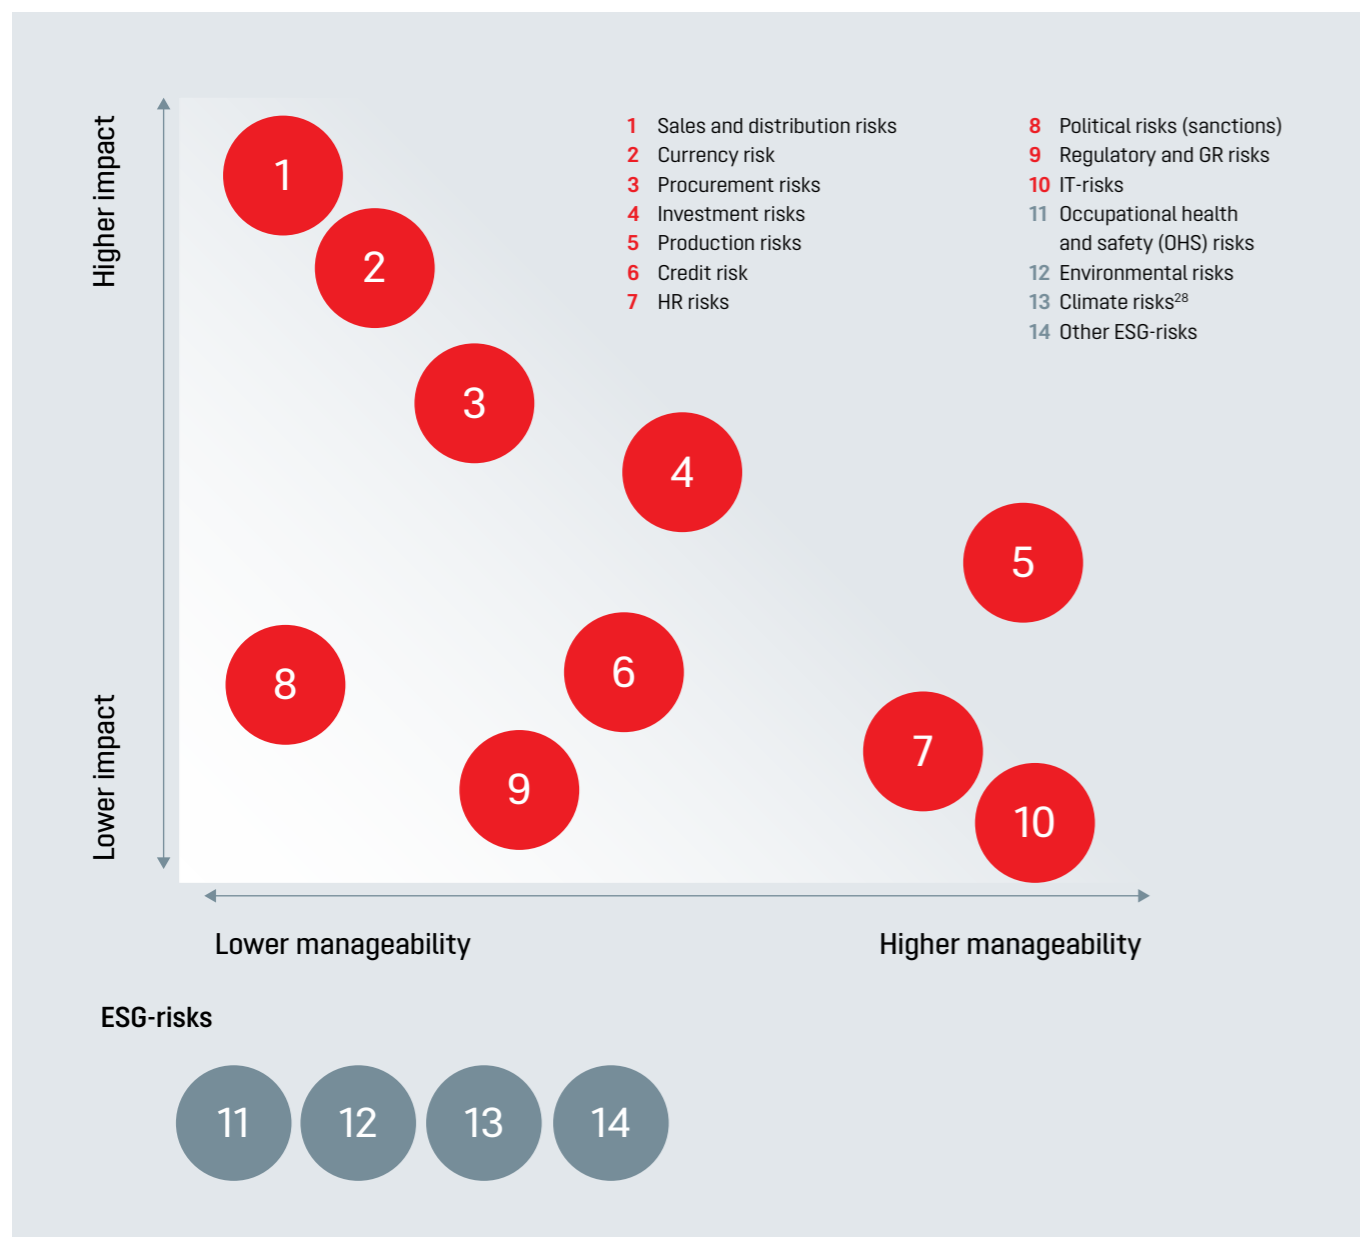 Higher impact
Lower impact
1 Sales and distribution risks
2 Currency risk
3 Procurement risks
4 Investment risks
5 Production risks
6 Credit risk
7 HR risks
8 Political risks (sanctions)
9 Regulatory and GR risks
10 IT-risks
11 Occupational health
and safety (OHS) risks
12 Environmental risks
13 Climate risks²⁸
14 Other ESG-risks
1
2
3
4
5
6
8
7
9
10
Lower manageability
Higher manageability
ESG-risks
11 12 13 14